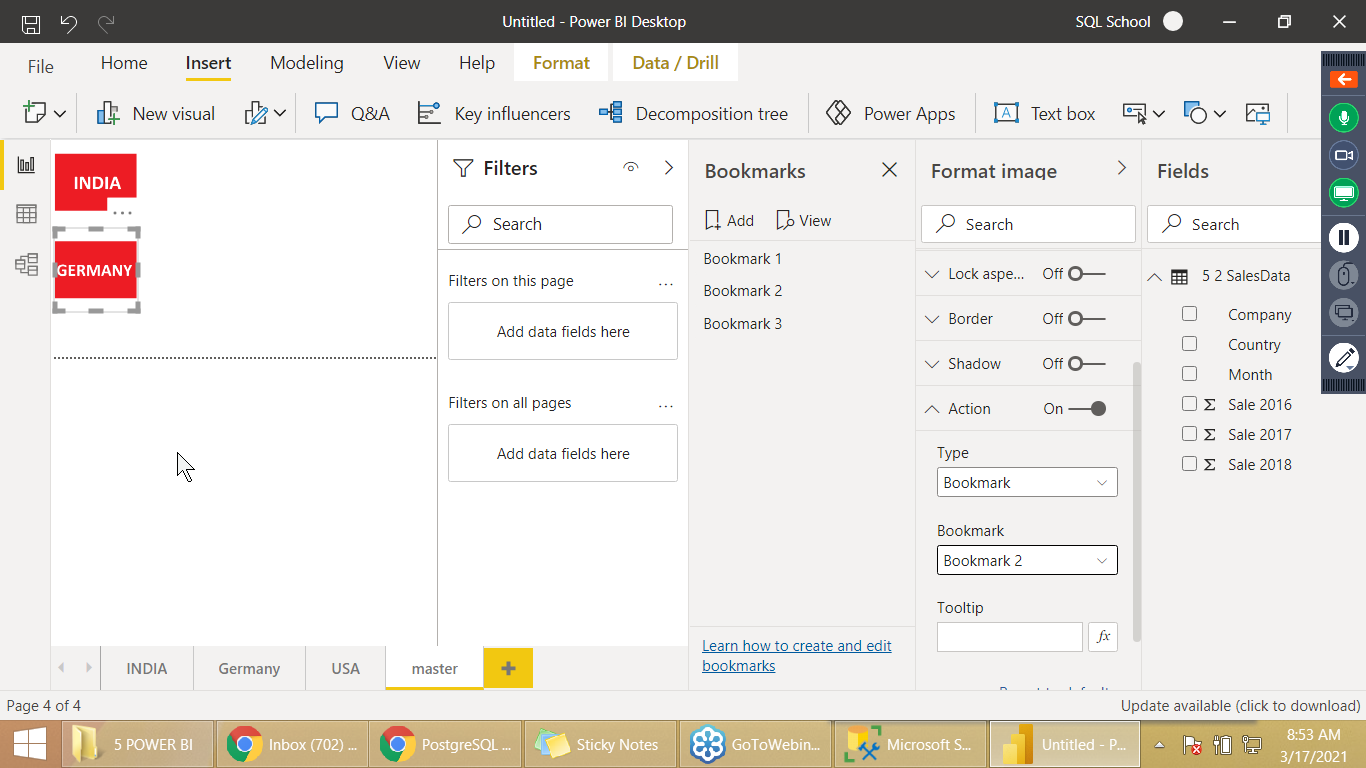 Untitled - Power BI Desktop
SQL School
File
Home
Insert
Modeling
View
Help
Format
Data / Drill
New visual
Q&A
Key influencers
Decomposition tree
Power Apps
Text box
INDIA
GERMANY
Filters
Search
Filters on this page
...
Add data fields here
Filters on all pages
...
Add data fields here
Bookmarks
Add
View
Bookmark 1
Bookmark 2
Bookmark 3
Learn how to create and edit
bookmarks
Format image
Search
Lock aspe...
Off
Border
Off
Shadow
Off
Action
On
Type
Bookmark
Bookmark
Bookmark 2
Tooltip
fx
Fields
Search
5 2 SalesData
Company
Country
Month
Σ Sale 2016
Σ Sale 2017
Σ Sale 2018
INDIA
Germany
USA
master
Page 4 of 4
Update available (click to download)
5 POWER BI
Inbox (702) ...
PostgreSQL ...
Sticky Notes
GoToWebin...
Microsoft S...
Untitled - P...
8:53 AM
3/17/2021